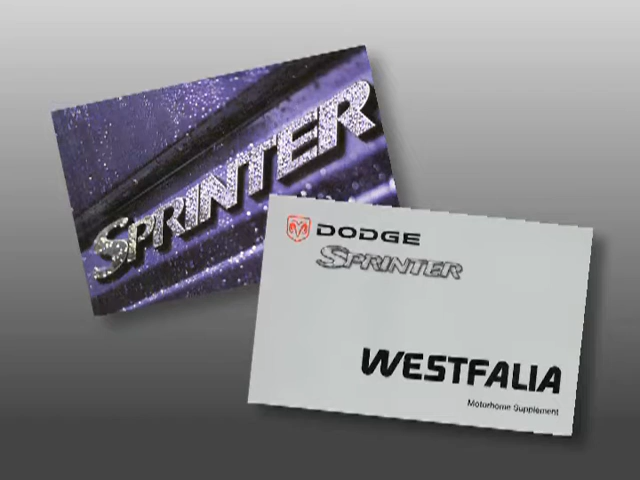 SPRINTER
DODGE
SPRINTER
WESTFALIA
Motorhome Supplement